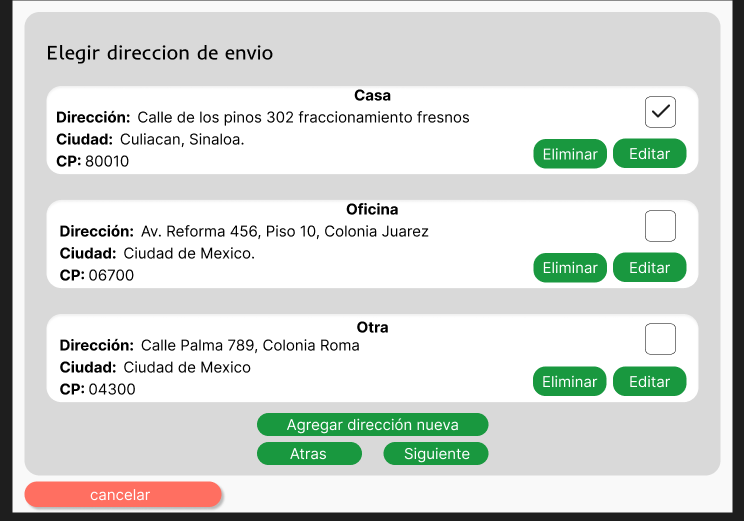 Elegir direccion de envio
Casa
Dirección: Calle de los pinos 302 fraccionamiento fresnos
Ciudad: Culiacan, Sinaloa.
CP: 80010
Eliminar Editar
Oficina
Dirección: Av. Reforma 456, Piso 10, Colonia Juarez
Ciudad: Ciudad de Mexico.
CP: 06700
Eliminar Editar
Otra
Dirección: Calle Palma 789, Colonia Roma
Ciudad: Ciudad de Mexico
CP: 04300
Eliminar Editar
Agregar dirección nueva
Atras Siguiente
cancelar